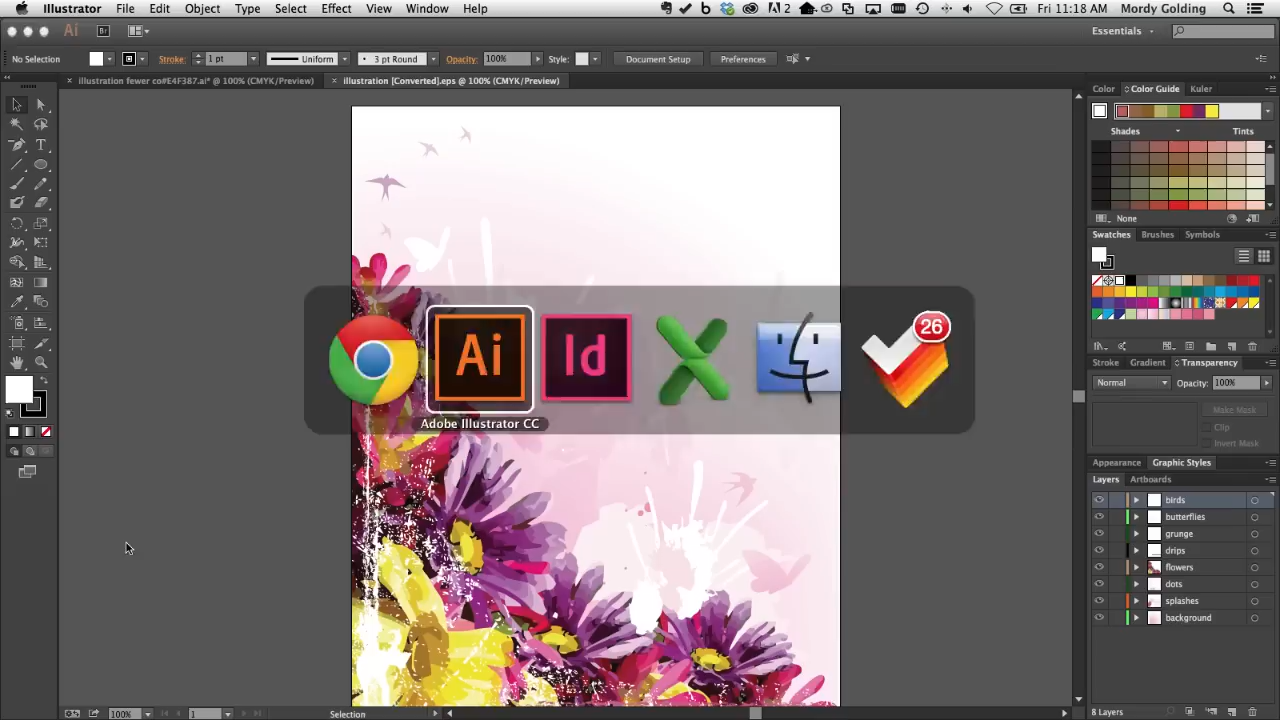 Illustrator File Edit Object Type Select Effect View Window Help
2
Fri 11:18 AM Mordy Golding
Ai Br
Essentials
No Selection Stroke: 1 pt Uniform 3 pt Round Opacity: 100% Style: Document Setup Preferences
illustration fewer co#E4F387.ai* @ 100% (CMYK/Preview) illustration [Converted].eps @ 100% (CMYK/Preview)
Color Color Guide Kuler
Shades Tints
None
Swatches Brushes Symbols
Ai Id 26
Adobe Illustrator CC
Stroke Gradient Transparency
Normal Opacity: 100%
Make Mask
Clip
Invert Mask
Appearance Graphic Styles
Layers Artboards
birds
butterflies
grunge
drips
flowers
dots
splashes
background
100% 1 Selection 8 Layers